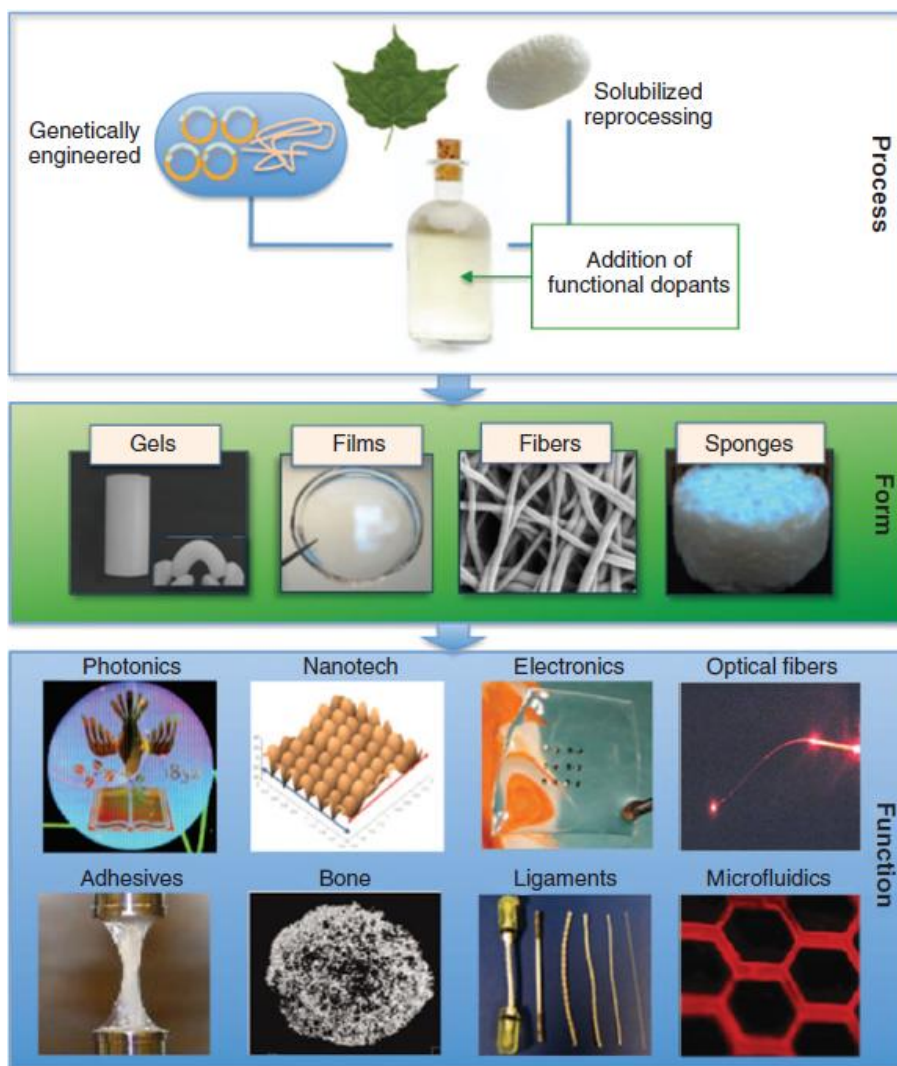 Genetically
engineered
Solubilized
reprocessing
Addition of
functional dopants
Process
Gels
Films
Fibers
Sponges
Form
Photonics
Nanotech
Electronics
Optical fibers
1852
Adhesives
Bone
Ligaments
Microfluidics
Function